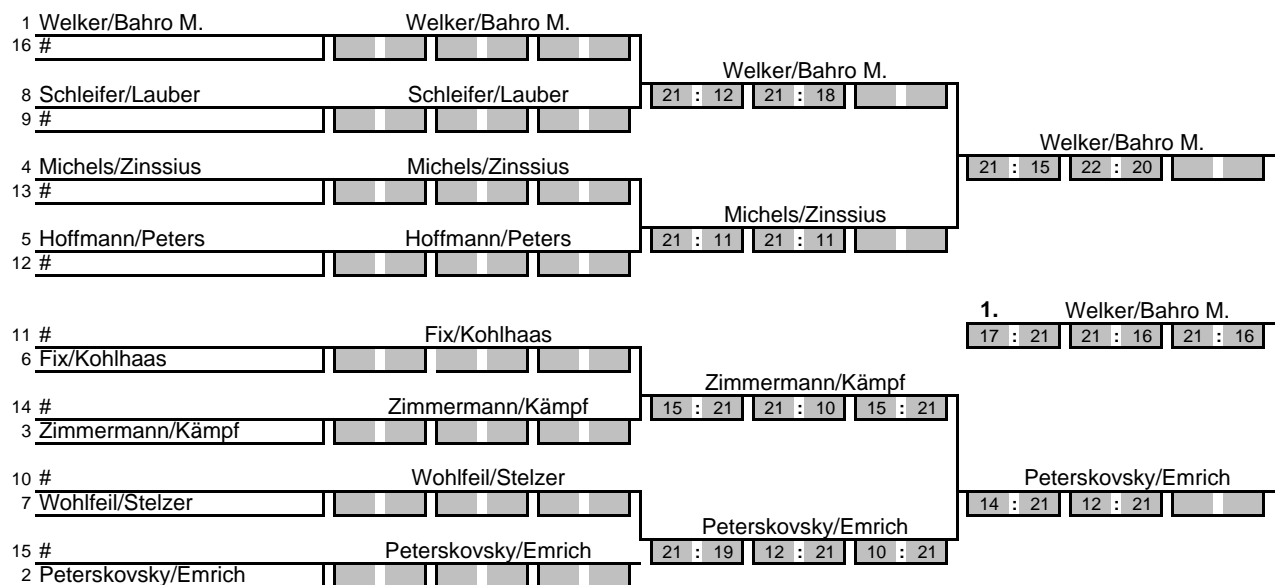 1 Welker/Bahro M. Welker/Bahro M.
16 #
Welker/Bahro M.
8 Schleifer/Lauber Schleifer/Lauber 21 : 12 21 : 18
9 #
Welker/Bahro M.
4 Michels/Zinssius Michels/Zinssius 21 : 15 22 : 20
13 #
Michels/Zinssius
5 Hoffmann/Peters Hoffmann/Peters 21 : 11 21 : 11
12 #
1. Welker/Bahro M.
11 # Fix/Kohlhaas 17 : 21 21 : 16 21 : 16
6 Fix/Kohlhaas
Zimmermann/Kämpf
14 # Zimmermann/Kämpf 15 : 21 21 : 10 15 : 21
3 Zimmermann/Kämpf
10 # Wohlfeil/Stelzer Peterskovsky/Emrich
7 Wohlfeil/Stelzer 14 : 21 12 : 21
Peterskovsky/Emrich
15 # Peterskovsky/Emrich 21 : 19 12 : 21 10 : 21
2 Peterskovsky/Emrich